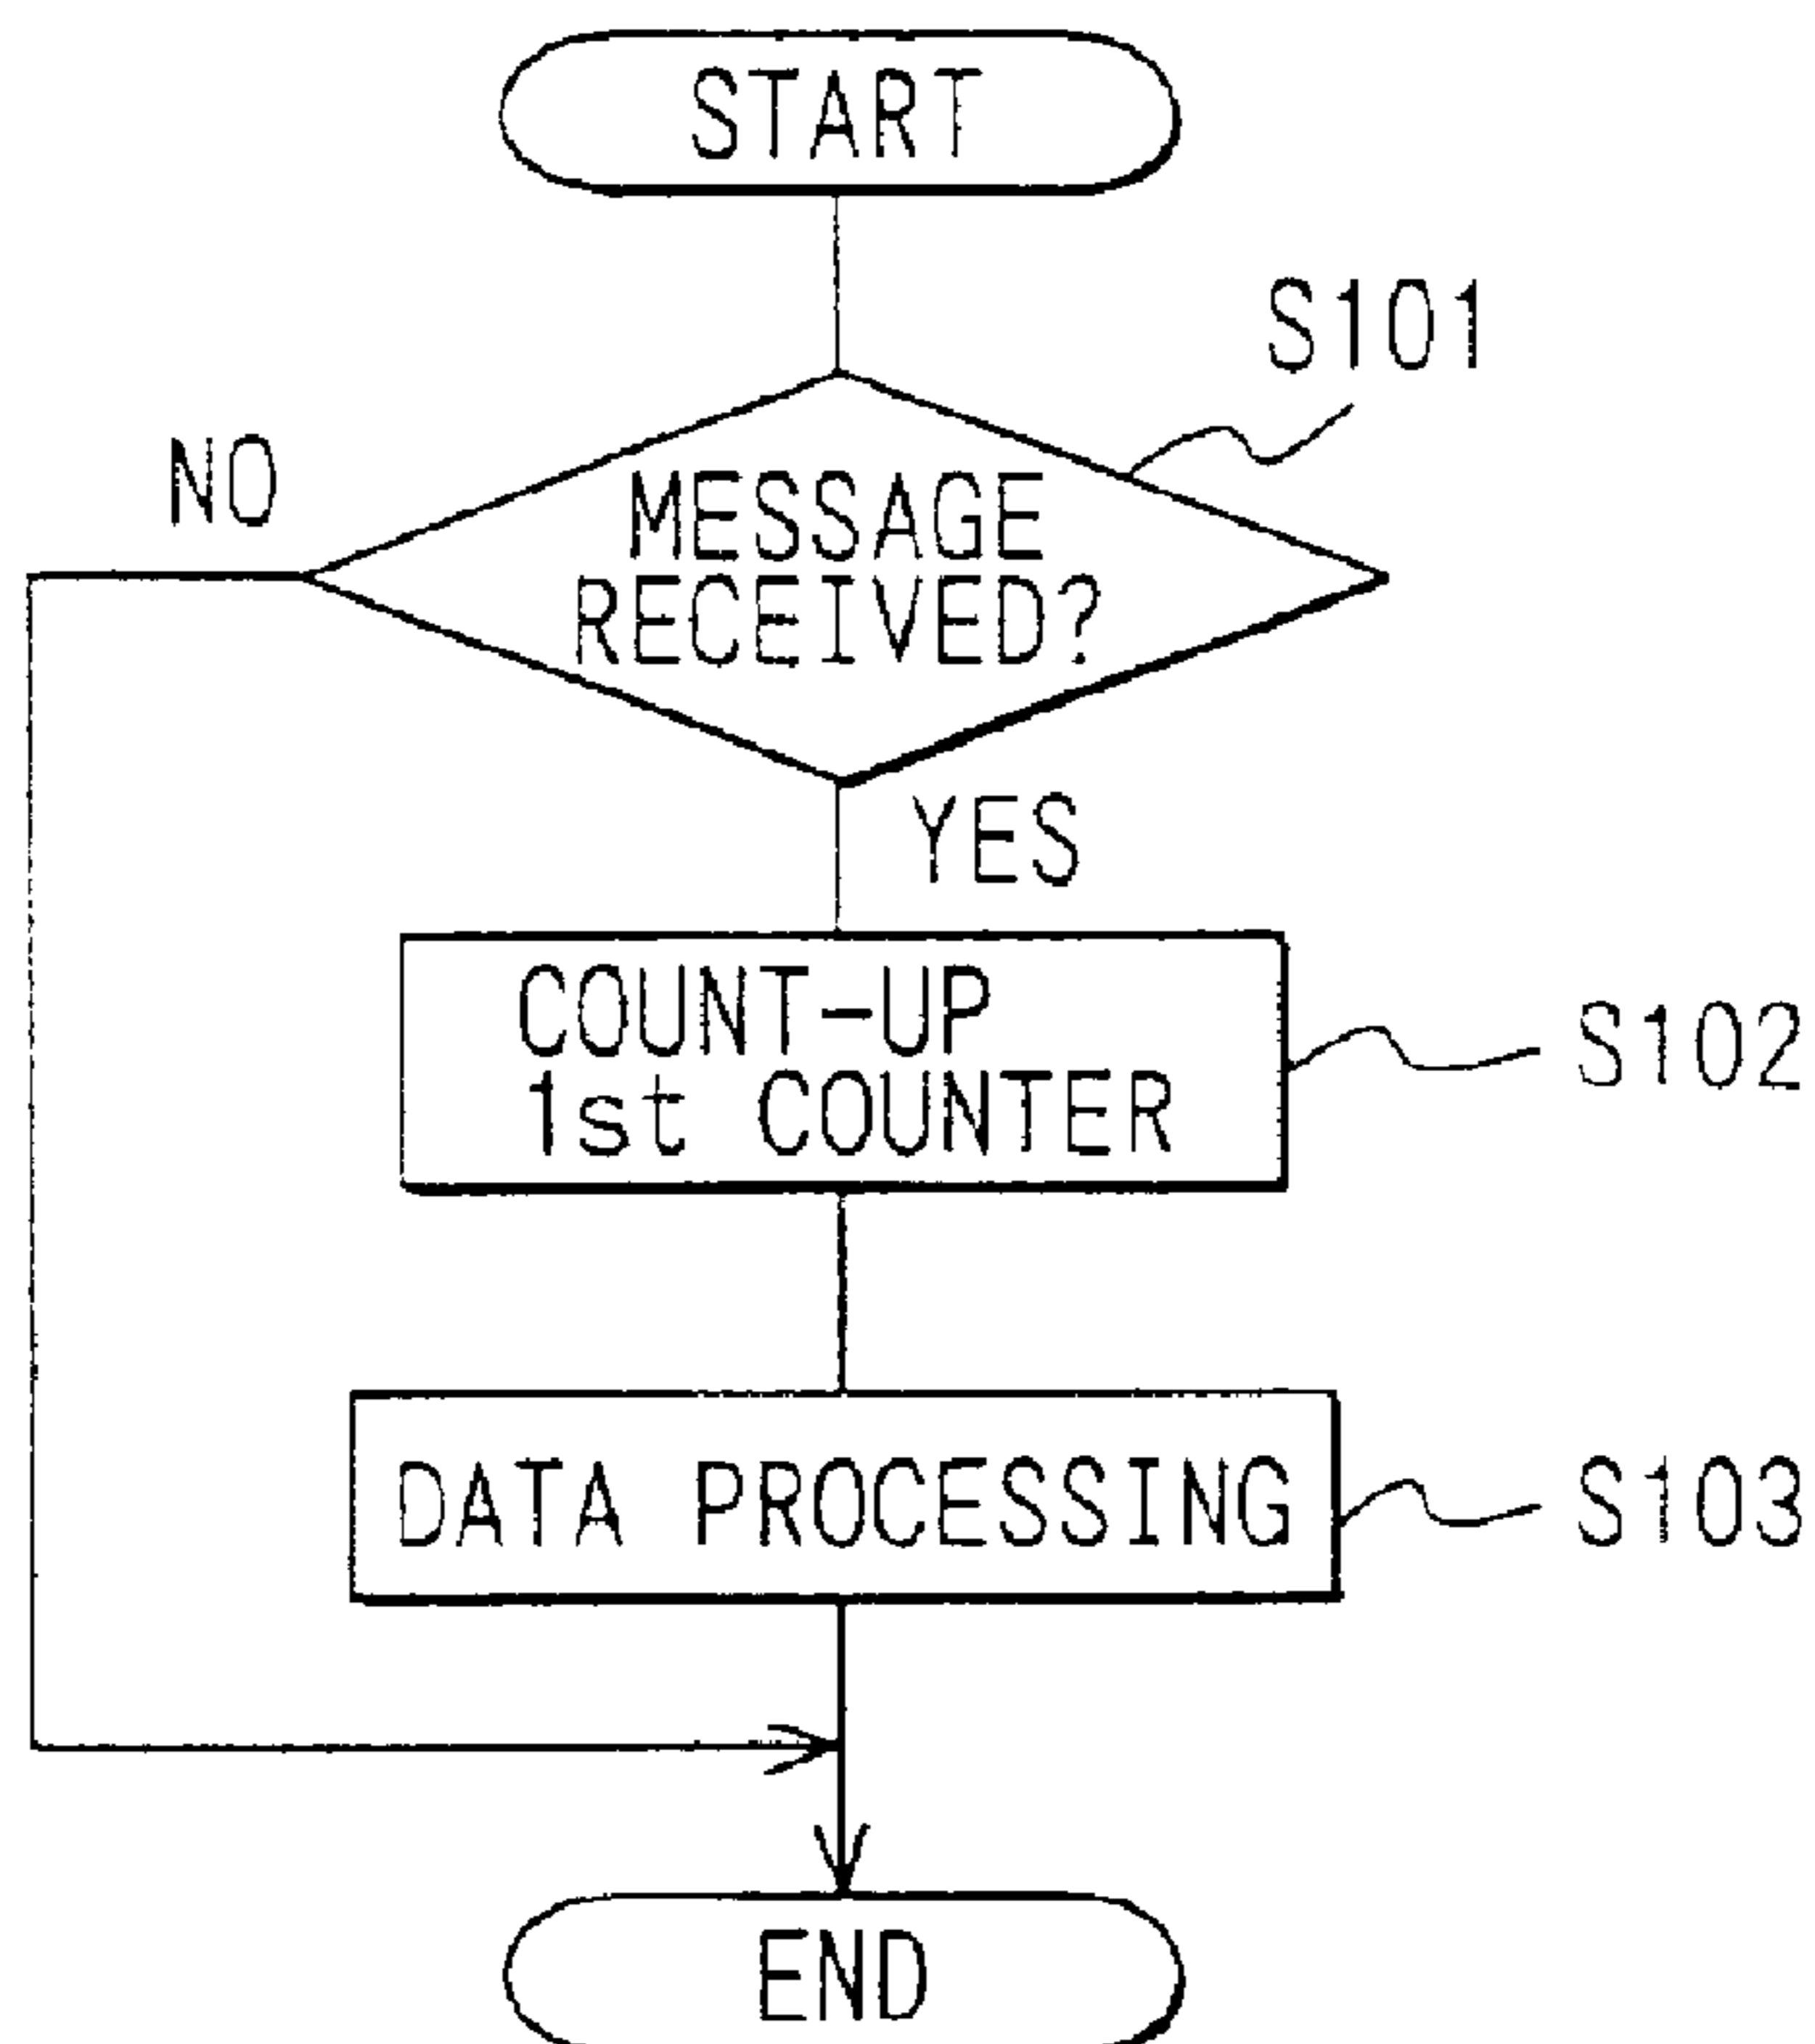 START
S101
NO
MESSAGE
RECEIVED?
YES
COUNT-UP
1st COUNTER
S102
DATA PROCESSING
S103
END